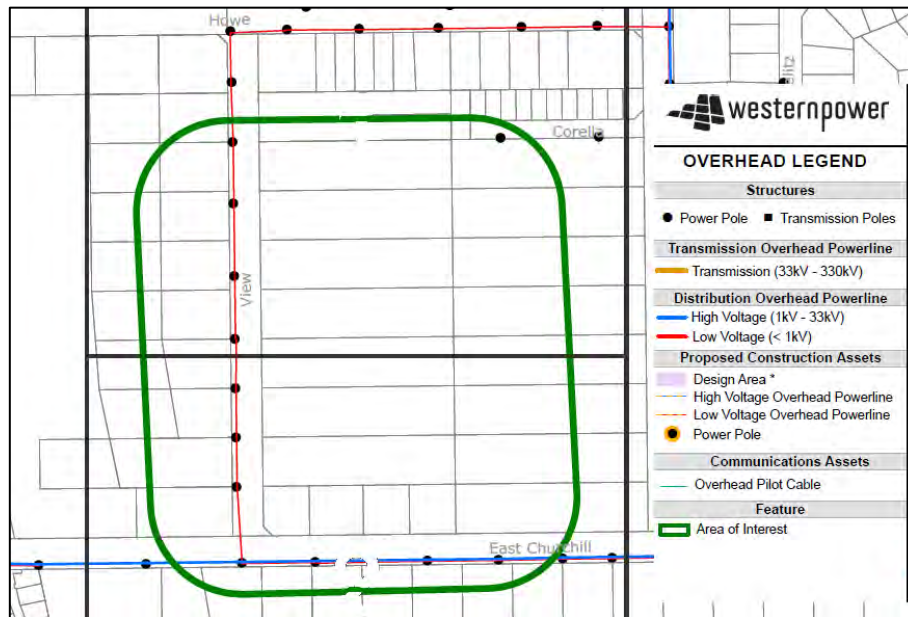 Howe
litz
Corella
View
East Churchill
westernpower
OVERHEAD LEGEND
Structures
Power Pole
Transmission Poles
Transmission Overhead Powerline
Transmission (33kV - 330kV)
Distribution Overhead Powerline
High Voltage (1kV - 33kV)
Low Voltage (< 1kV)
Proposed Construction Assets
Design Area *
High Voltage Overhead Powerline
Low Voltage Overhead Powerline
Power Pole
Communications Assets
Overhead Pilot Cable
Feature
Area of Interest